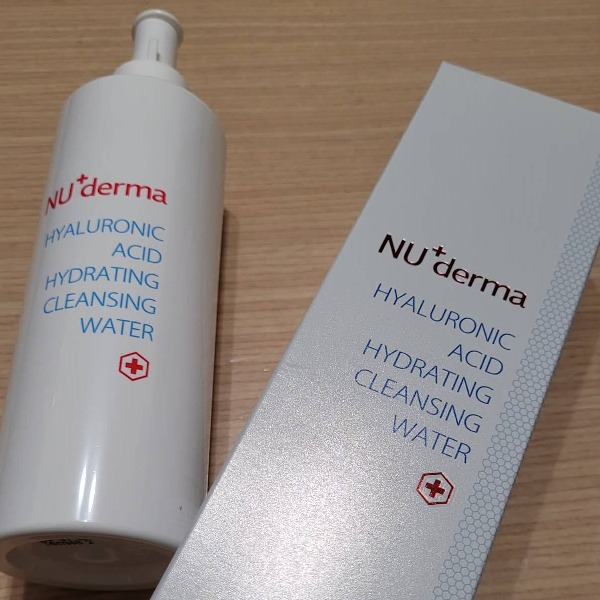 NU+derma
HYALURONIC
ACID
HYDRATING
CLEANSING
WATER
NU+derma
HYALURONIC
ACID
HYDRATING
CLEANSING
WATER